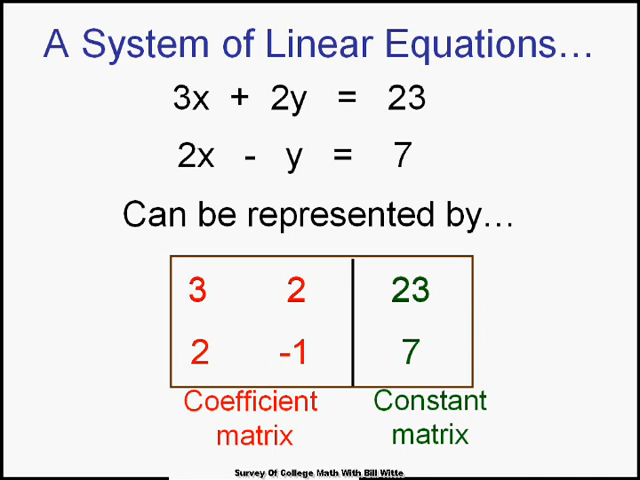 A System of Linear Equations…
3x + 2y = 23
2x - y = 7
Can be represented by…
3 2 23
2 -1 7
Coefficient matrix
Constant matrix
Survey Of College Math With Bill Witte